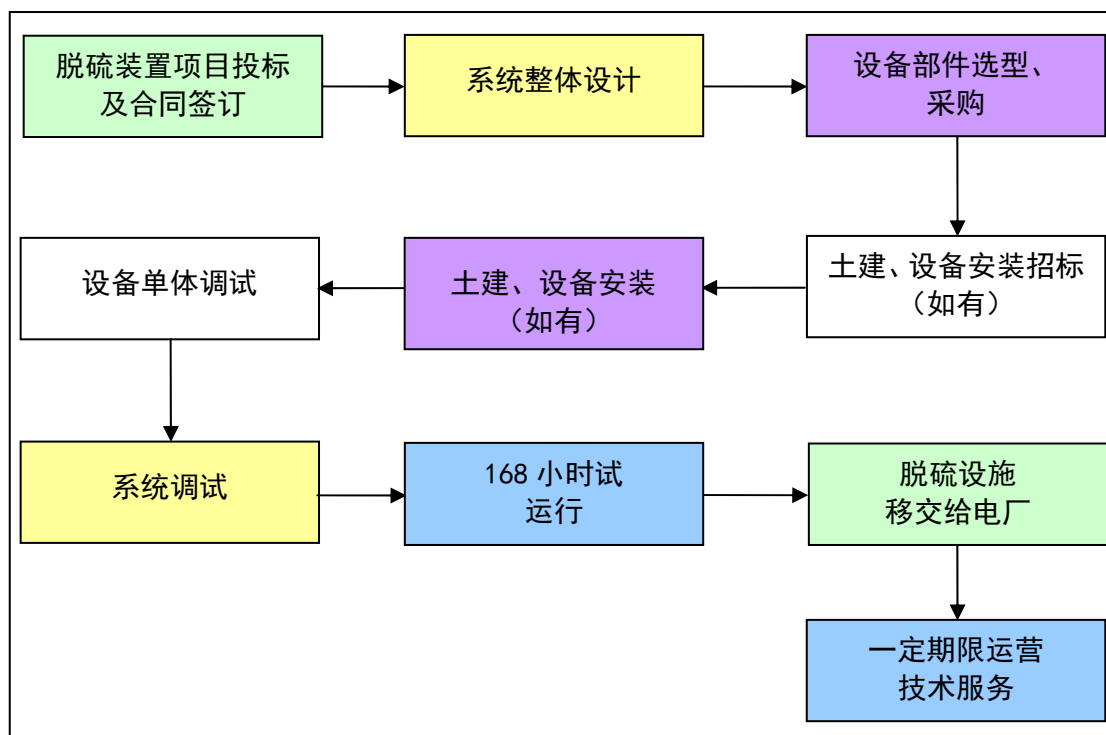 脱硫装置项目投标
及合同签订
系统整体设计
设备部件选型、
采购
土建、设备安装招标
（如有）
土建、设备安装
（如有）
设备单体调试
系统调试
168 小时试
运行
脱硫设施
移交给电厂
一定期限运营
技术服务